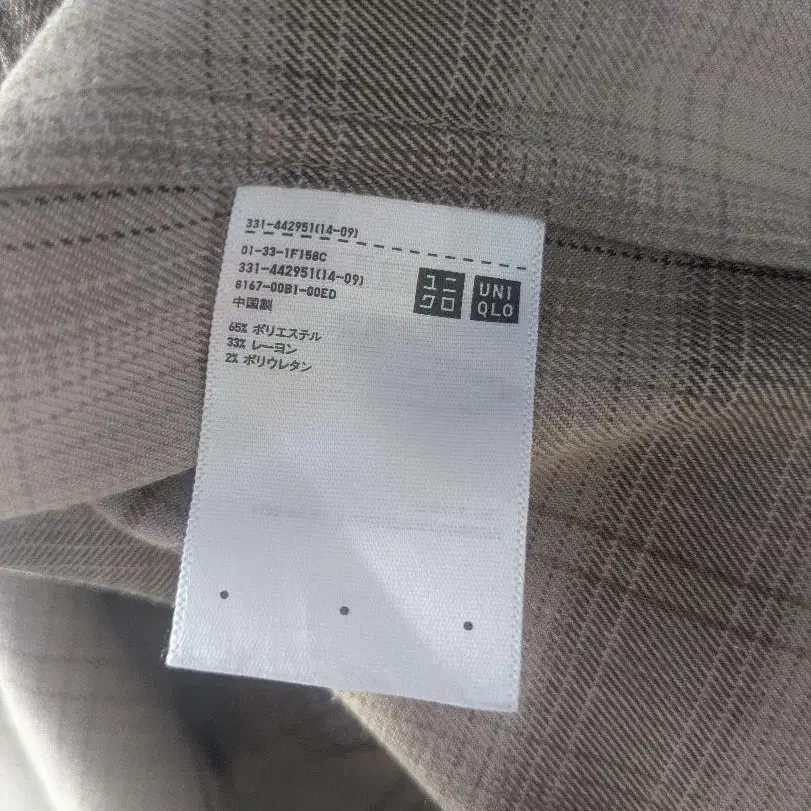 331-442951(14-09)
01-33-1F158C
331-442951(14-09)
8167-00B1-00ED
中国製
65% ポリエステル
33% レーヨン
2% ポリウレタン
ユニ
クロ
UNI
QLO